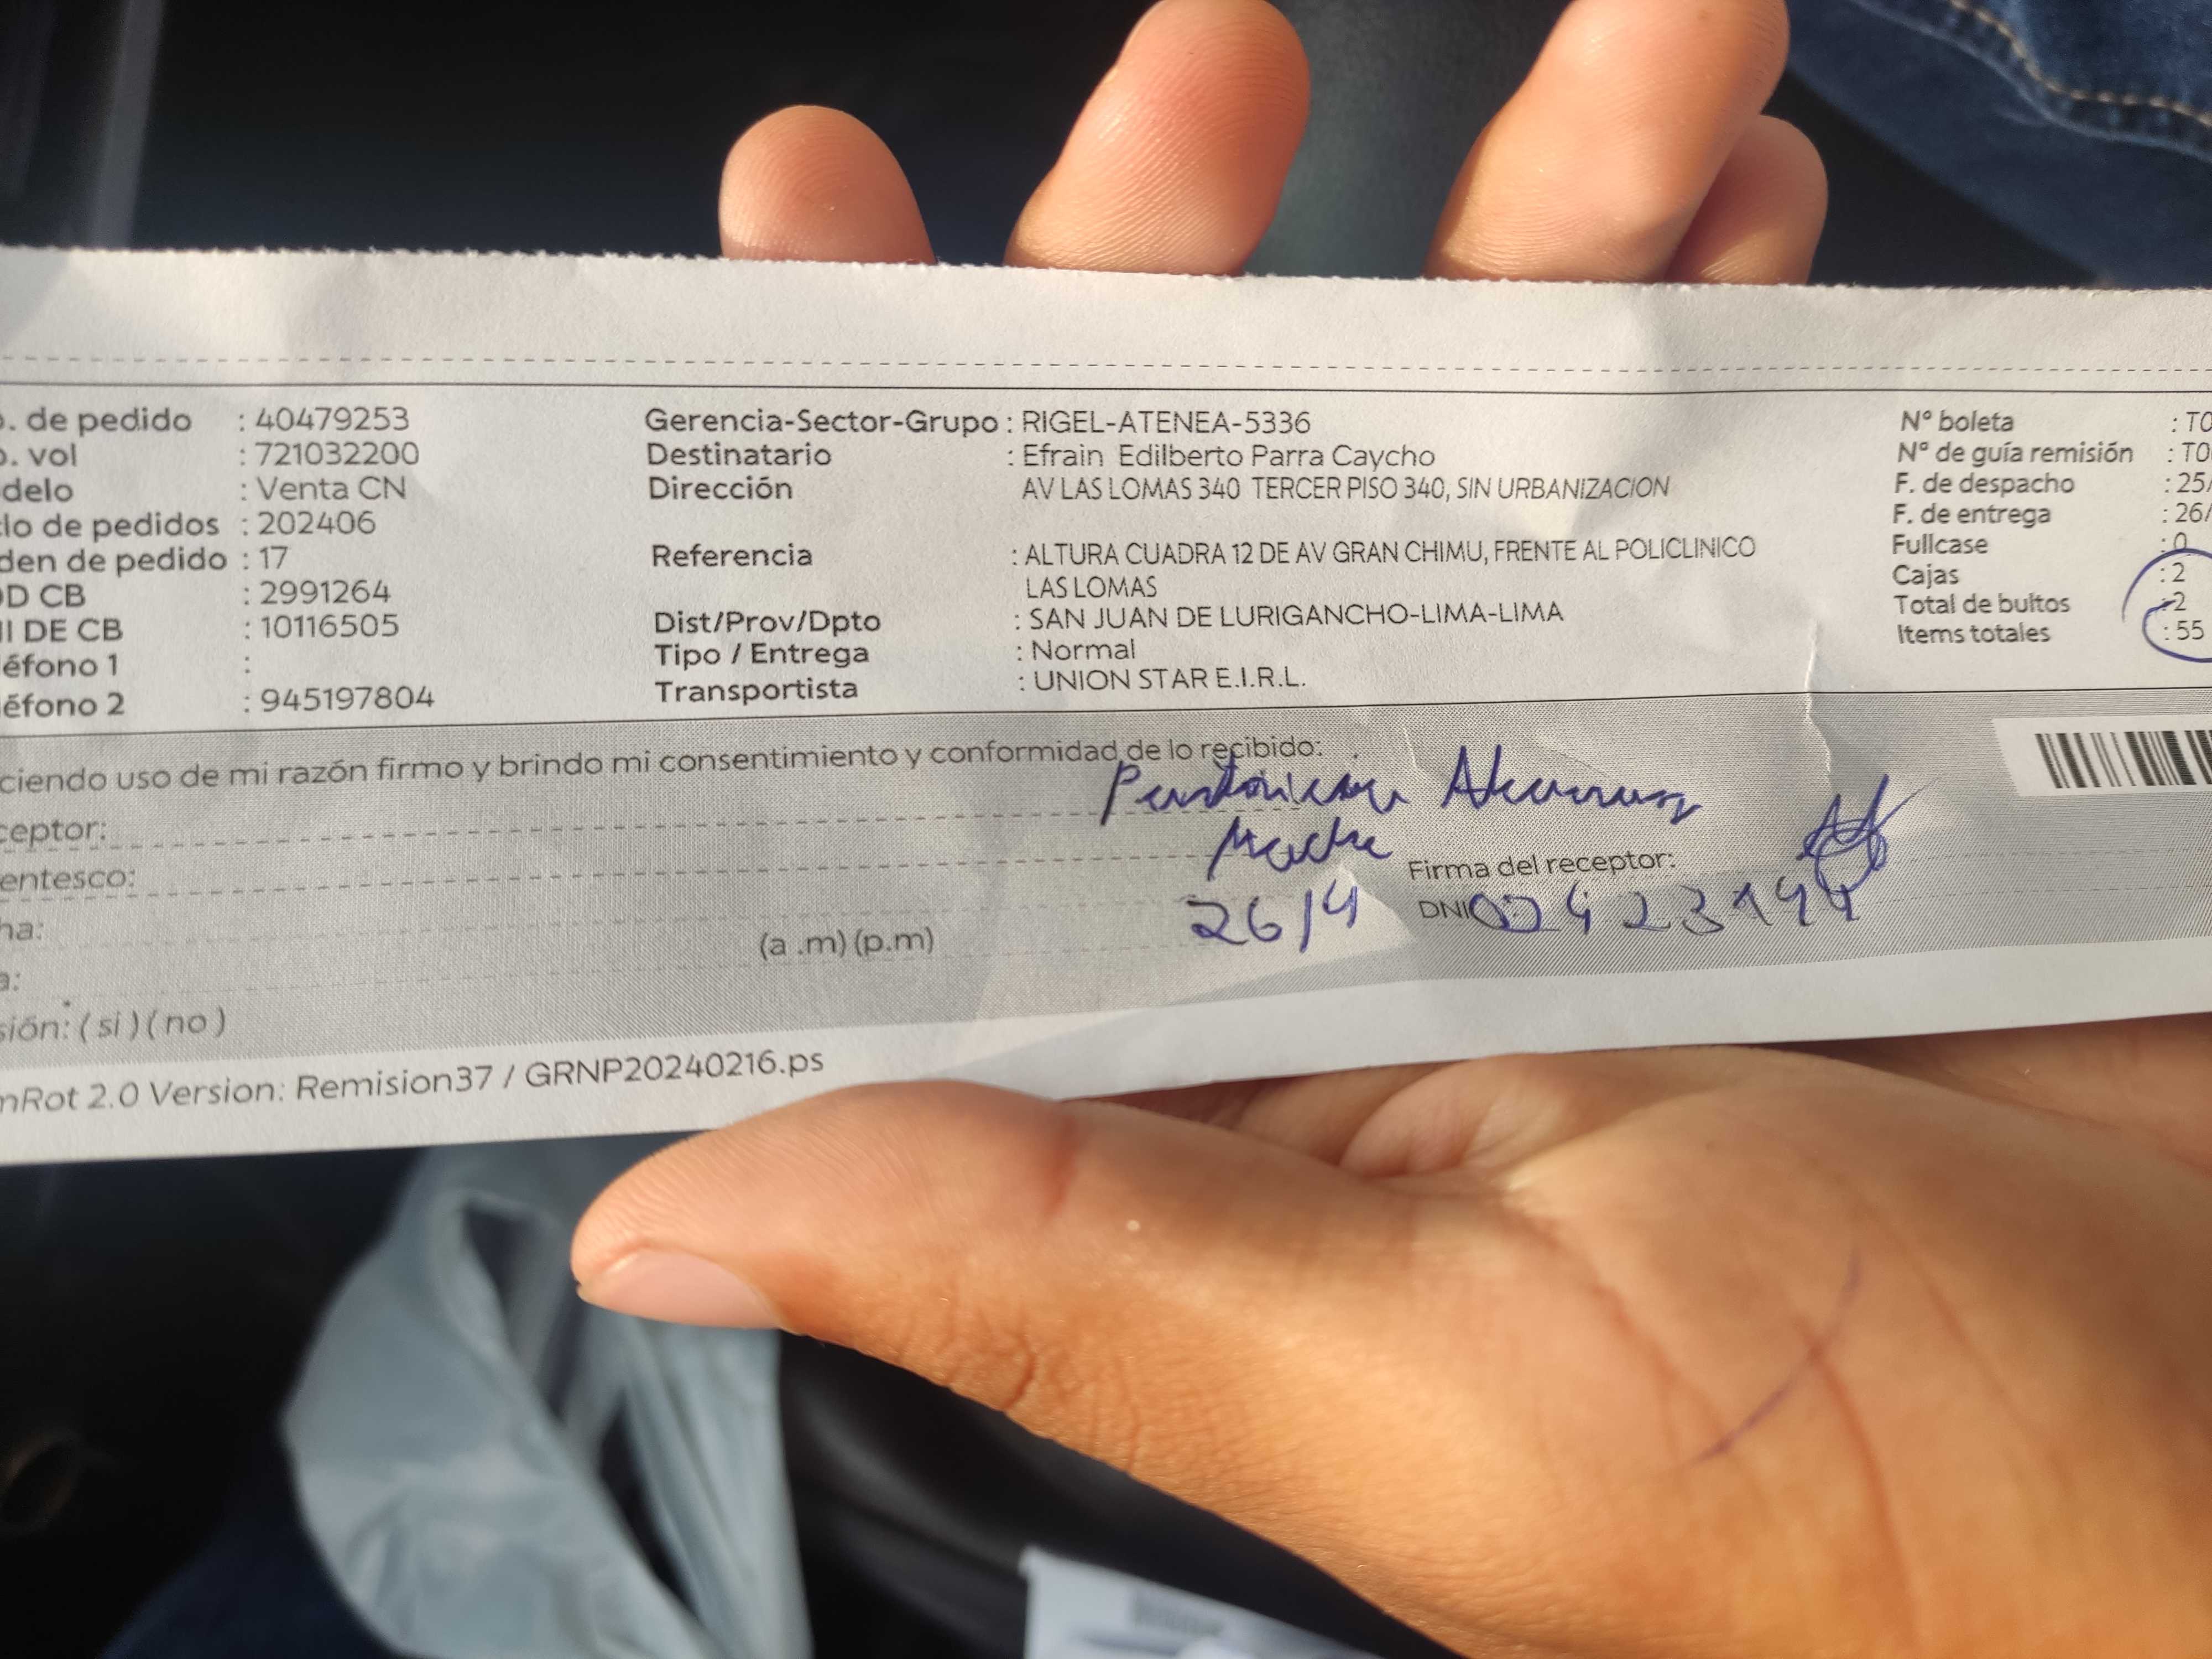 . de pedido : 40479253
. vol : 721032200
delo : Venta CN
lo de pedidos : 202406
den de pedido : 17
D CB : 2991264
I DE CB : 10116505
éfono 1 :
éfono 2 : 945197804
Gerencia-Sector-Grupo : RIGEL-ATENEA-5336
Destinatario : Efrain Edilberto Parra Caycho
Dirección AV LAS LOMAS 340 TERCER PISO 340, SIN URBANIZACION
Referencia : ALTURA CUADRA 12 DE AV GRAN CHIMU, FRENTE AL POLICLINICO
LAS LOMAS
Dist/Prov/Dpto : SAN JUAN DE LURIGANCHO-LIMA-LIMA
Tipo / Entrega : Normal
Transportista : UNION STAR E.I.R.L.
Nº boleta : T0
Nº de guía remisión : T0
F. de despacho : 25/
F. de entrega : 26/
Fullcase : 0
Cajas : 2
Total de bultos : 2
Items totales : 55
ciendo uso de mi razón firmo y brindo mi consentimiento y conformidad de lo recibido:
ceptor:
entesco:
Firma del receptor:
ha: 26/4
DNI
a: (a .m) (p.m)
sión: ( si ) ( no )
nRot 2.0 Version: Remision37 / GRNP20240216.ps